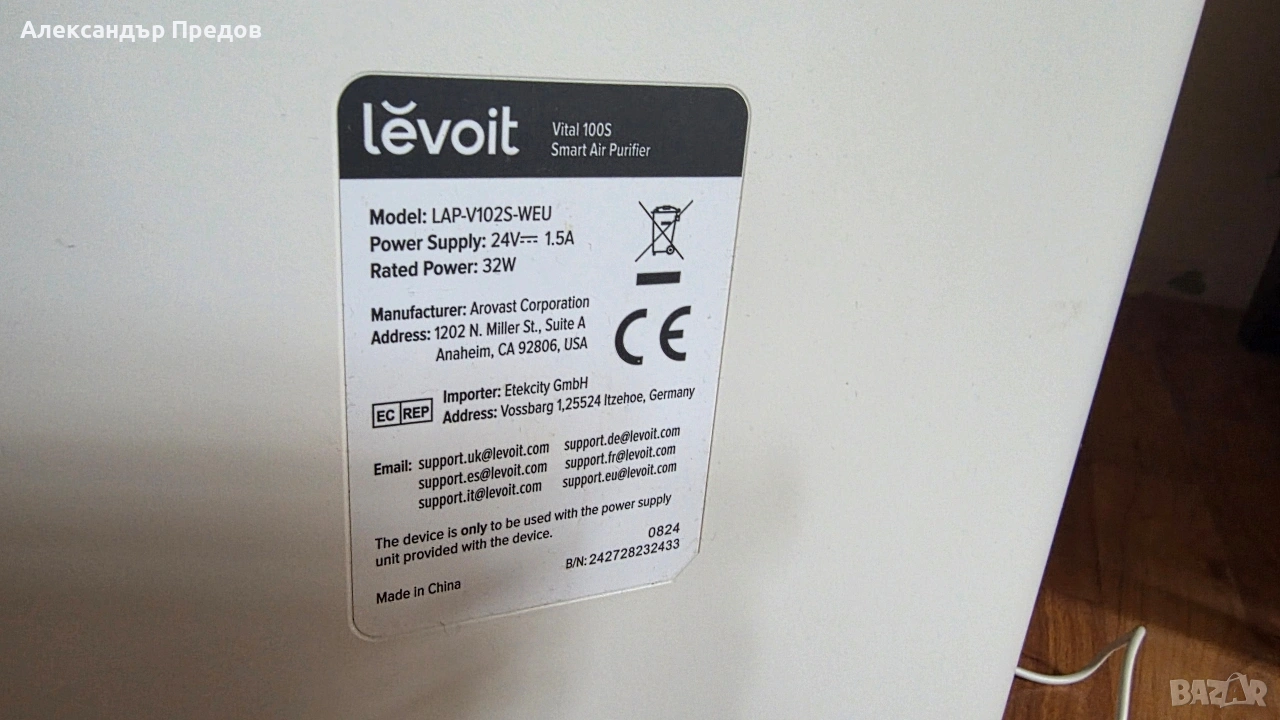 Александър Предов
lĕvoit
Vital 100S
Smart Air Purifier
Model: LAP-V102S-WEU
Power Supply: 24V⎓ 1.5A
Rated Power: 32W
Manufacturer: Arovast Corporation
Address: 1202 N. Miller St., Suite A
Anaheim, CA 92806, USA
CE
EC REP
Importer: Etekcity GmbH
Address: Vossbarg 1,25524 Itzehoe, Germany
Email: support.uk@levoit.com support.de@levoit.com
support.es@levoit.com support.fr@levoit.com
support.it@levoit.com support.eu@levoit.com
The device is only to be used with the power supply
unit provided with the device.
0824
B/N: 242728232433
Made in China
BAZAR